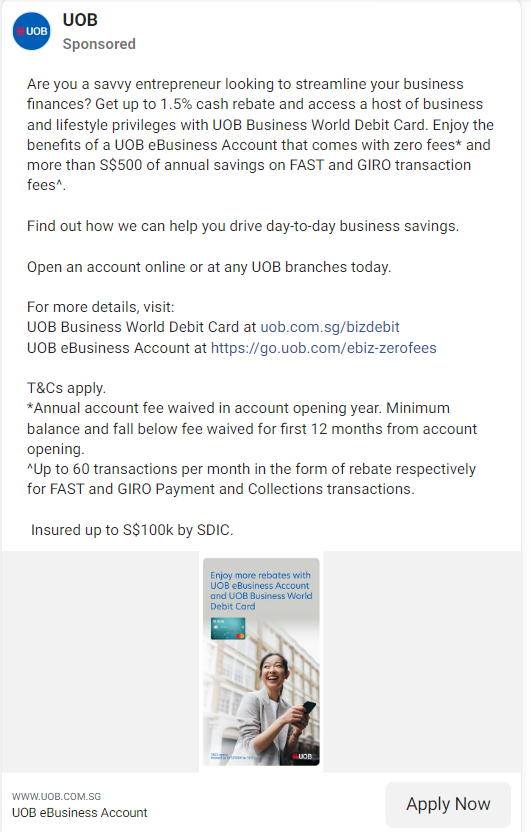 UOB
UOB
Sponsored
Are you a savvy entrepreneur looking to streamline your business
finances? Get up to 1.5% cash rebate and access a host of business
and lifestyle privileges with UOB Business World Debit Card. Enjoy the
benefits of a UOB eBusiness Account that comes with zero fees* and
more than S$500 of annual savings on FAST and GIRO transaction
fees^.
Find out how we can help you drive day-to-day business savings.
Open an account online or at any UOB branches today.
For more details, visit:
UOB Business World Debit Card at uob.com.sg/bizdebit
UOB eBusiness Account at https://go.uob.com/ebiz-zerofees
T&Cs apply.
*Annual account fee waived in account opening year. Minimum
balance and fall below fee waived for first 12 months from account
opening.
^Up to 60 transactions per month in the form of rebate respectively
for FAST and GIRO Payment and Collections transactions.
Insured up to S$100k by SDIC.
Enjoy more rebates with
UOB eBusiness Account
and UOB Business World
Debit Card
UOB
WWW.UOB.COM.SG
UOB eBusiness Account
Apply Now